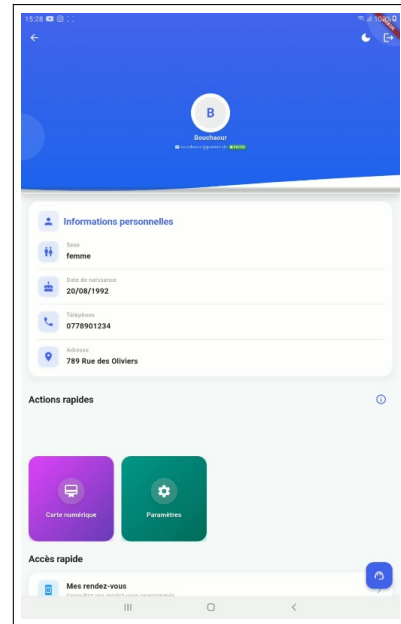 15:28
B
Bouchaour
Informations personnelles
Sexe
femme
Date de naissance
20/08/1992
Téléphone
0778901234
Adresse
789 Rue des Oliviers
Actions rapides
Carte numérique
Paramètres
Accès rapide
Mes rendez-vous